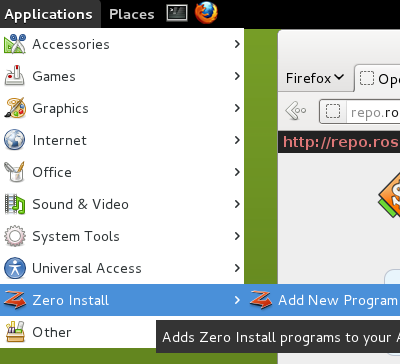 Applications Places
Accessories
Games
Graphics
Internet
Office
Sound & Video
System Tools
Universal Access
Zero Install
Other
Add New Program
Adds Zero Install programs to your
Firefox
Ope
repo.ro
http://repo.ros